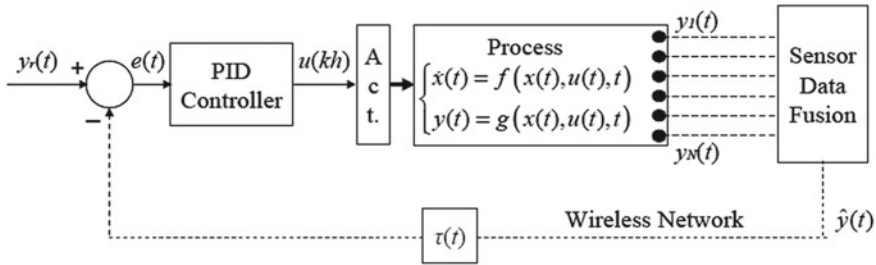 yr(t)
+
−
e(t)
PID
Controller
u(kh)
A
c
t.
Process
ẋ(t) = f(x(t),u(t),t)
y(t) = g(x(t),u(t),t)
y1(t)
yN(t)
Sensor
Data
Fusion
Wireless Network
ŷ(t)
τ(t)